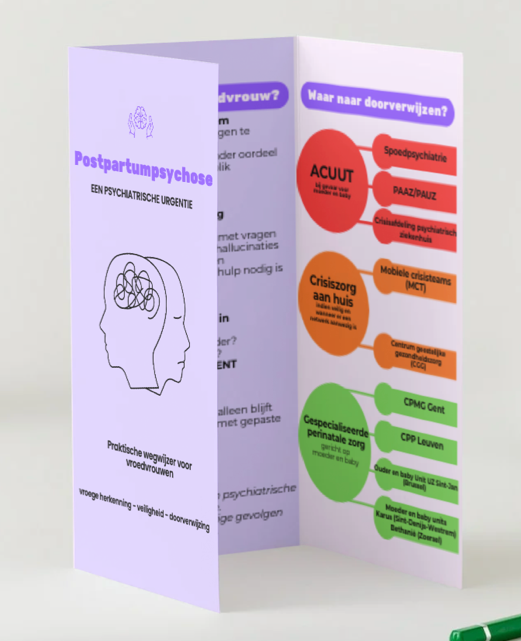 Postpartumpsychose
EEN PSYCHIATRISCHE URGENTIE
Praktische wegwijzer voor
vroedvrouwen
vroege herkenning - veiligheid - doorverwijzing
dvrouw?
m
gen te
der oordeel
lijk
g
met vragen
hallucinaties
en
hulp nodig is
in
der?
?
ENT
alleen blijft
met gepaste
n psychiatrische
ige gevolgen
Waar naar doorverwijzen?
ACUUT
bij gevaar voor
moeder en baby
Spoedpsychiatrie
PAAZ/PAUZ
Crisisafdeling psychiatrisch
ziekenhuis
Crisiszorg
aan huis
indien veilig en
wanneer er een
netwerk aanwezig is
Mobiele crisisteams
(MCT)
Centrum geestelijke
gezondheidszorg
(CGG)
Gespecialiseerde
perinatale zorg
gericht op
moeder en baby
CPMG Gent
CPP Leuven
Ouder en baby Unit UZ Sint-Jan
(Brussel)
Moeder en baby units
Karus (Sint-Denijs-Westrem)
Bethanië (Zoersel)